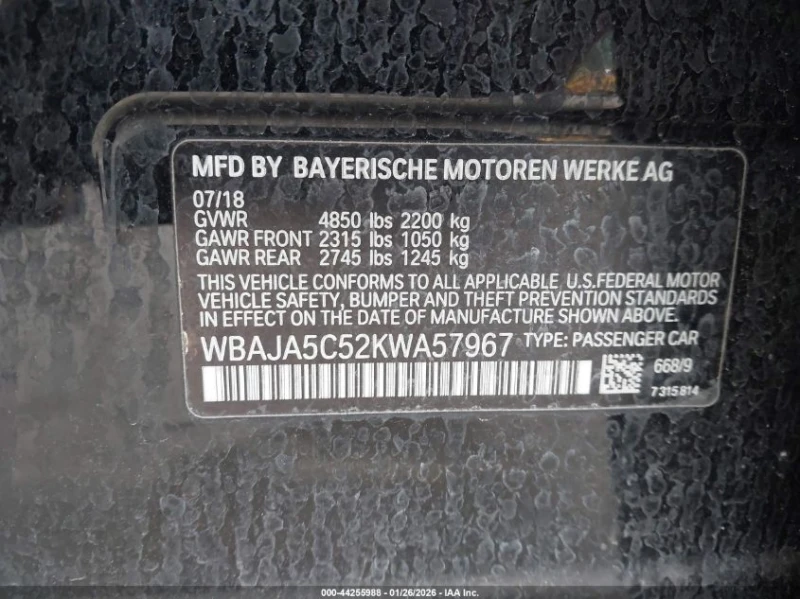 MFD BY BAYERISCHE MOTOREN WERKE AG
07/18
GVWR 4850 lbs 2200 kg
GAWR FRONT 2315 lbs 1050 kg
GAWR REAR 2745 lbs 1245 kg
THIS VEHICLE CONFORMS TO ALL APPLICABLE U.S.FEDERAL MOTOR
VEHICLE SAFETY, BUMPER AND THEFT PREVENTION STANDARDS
IN EFFECT ON THE DATE OF MANUFACTURE SHOWN ABOVE.
WBAJA5C52KWA57967 TYPE: PASSENGER CAR
668/9
7315814
000-44255988 - 01/26/2026 - IAA Inc.